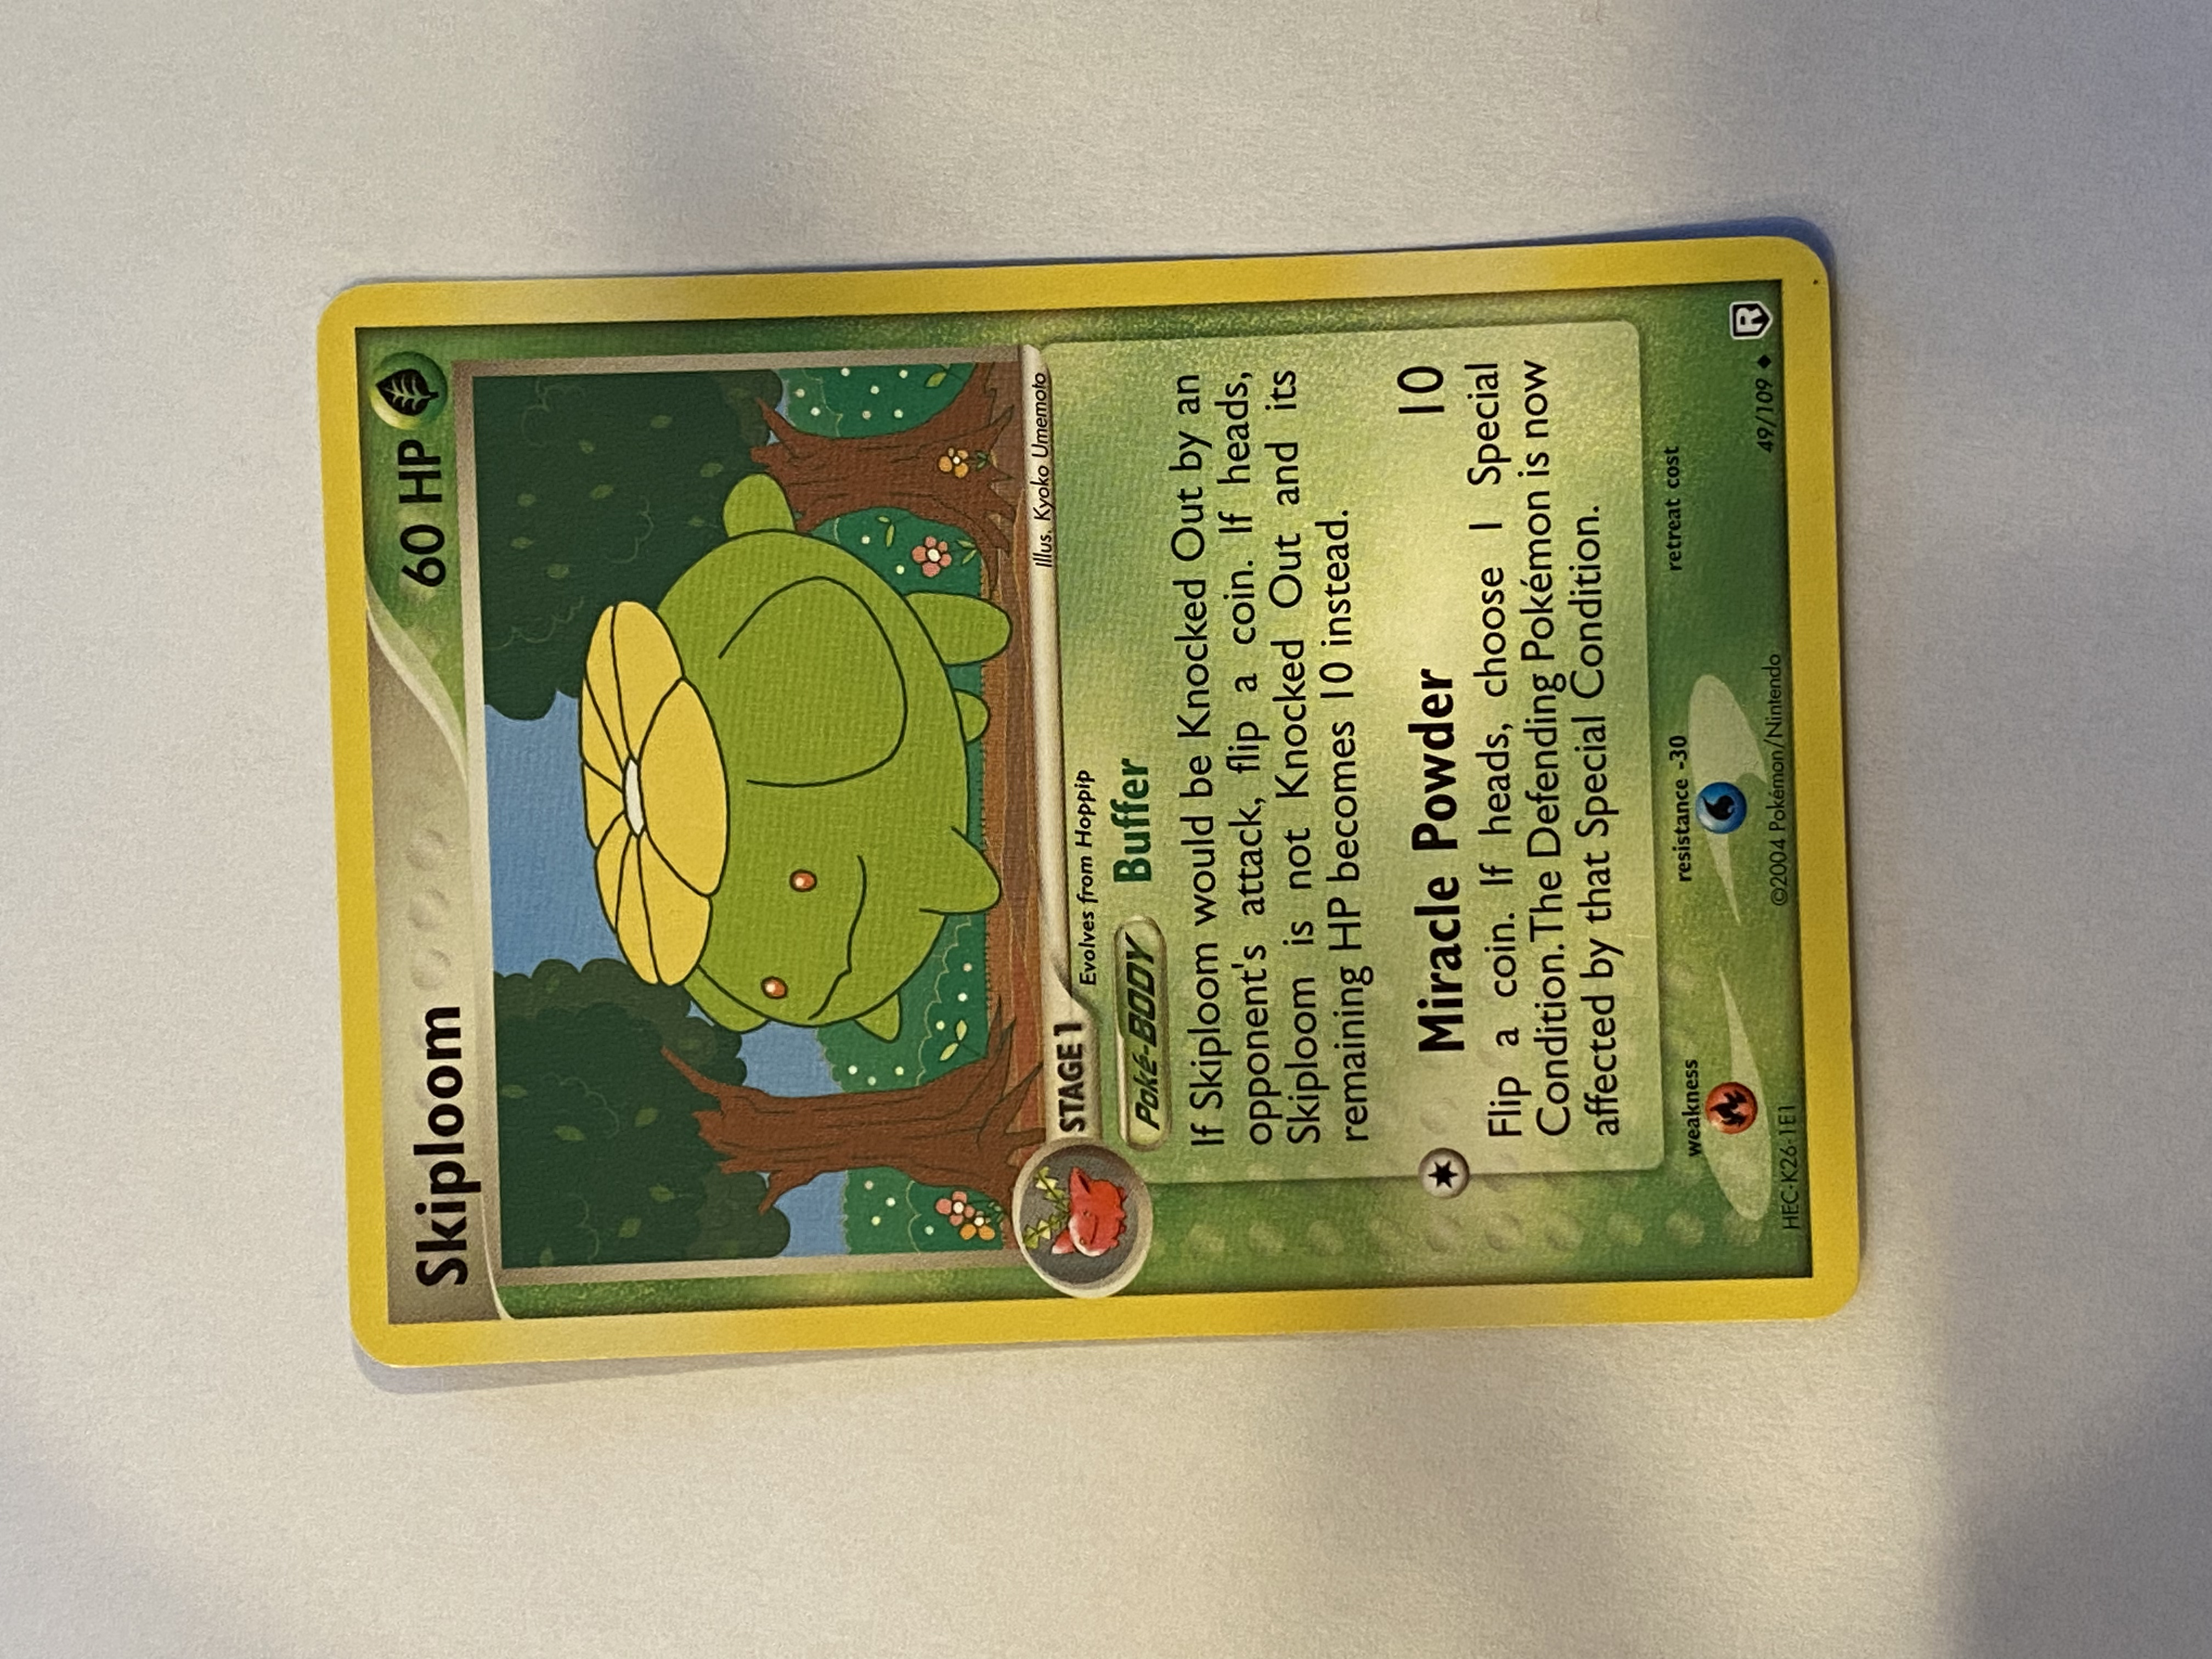 Skiploom 60 HP
Illus. Kyoko Umemoto
STAGE 1 Evolves from Hoppip
Poké-BODY Buffer
If Skiploom would be Knocked Out by an
opponent's attack, flip a coin. If heads,
Skiploom is not Knocked Out and its
remaining HP becomes 10 instead.
Miracle Powder 10
Flip a coin. If heads, choose 1 Special
Condition.The Defending Pokémon is now
affected by that Special Condition.
weakness resistance -30 retreat cost
HEC-K26-1E1 ©2004 Pokémon/Nintendo 49/109 ◆ R